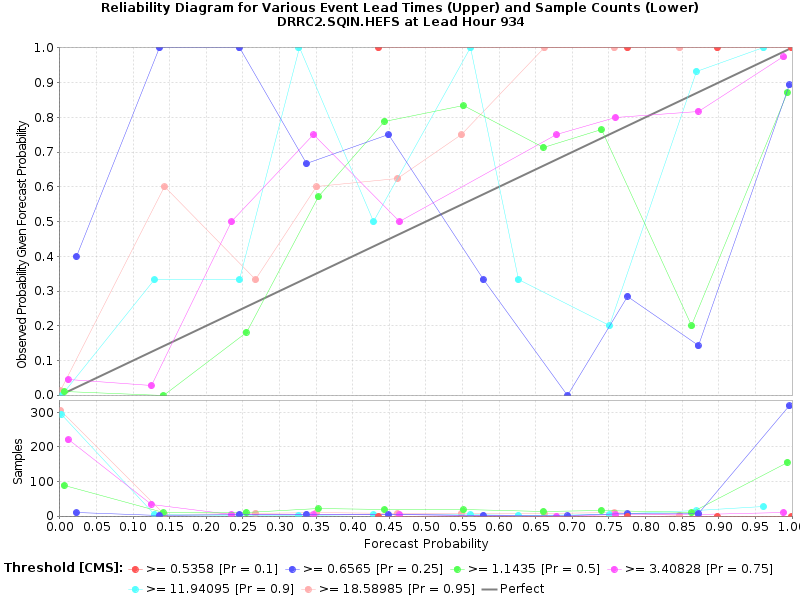 Reliability Diagram for Various Event Lead Times (Upper) and Sample Counts (Lower)
DRRC2.SQIN.HEFS at Lead Hour 934
Observed Probability Given Forecast Probability
1.0
0.9
0.8
0.7
0.6
0.5
0.4
0.3
0.2
0.1
0.0
Samples
300
200
100
0
0.00 0.05 0.10 0.15 0.20 0.25 0.30 0.35 0.40 0.45 0.50 0.55 0.60 0.65 0.70 0.75 0.80 0.85 0.90 0.95 1.0
Forecast Probability
Threshold [CMS]: >= 0.5358 [Pr = 0.1] >= 0.6565 [Pr = 0.25] >= 1.1435 [Pr = 0.5] >= 3.40828 [Pr = 0.75]
>= 11.94095 [Pr = 0.9] >= 18.58985 [Pr = 0.95] Perfect